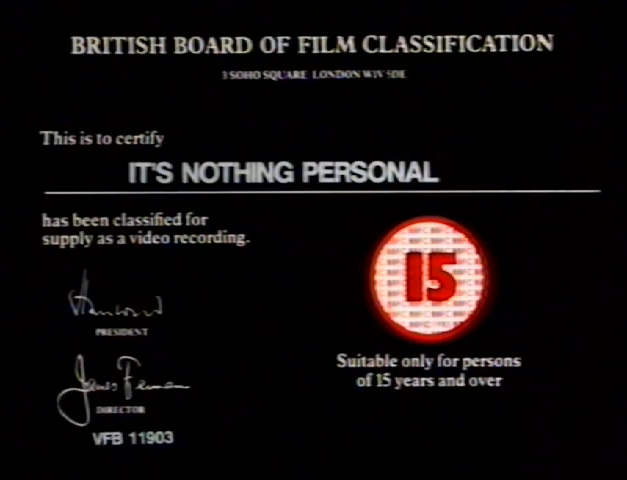 BRITISH BOARD OF FILM CLASSIFICATION
3 SOHO SQUARE LONDON W1V 5DE
This is to certify
IT'S NOTHING PERSONAL
has been classified for
supply as a video recording.
15
PRESIDENT
Suitable only for persons
of 15 years and over
James Ferman
DIRECTOR
VFB 11903